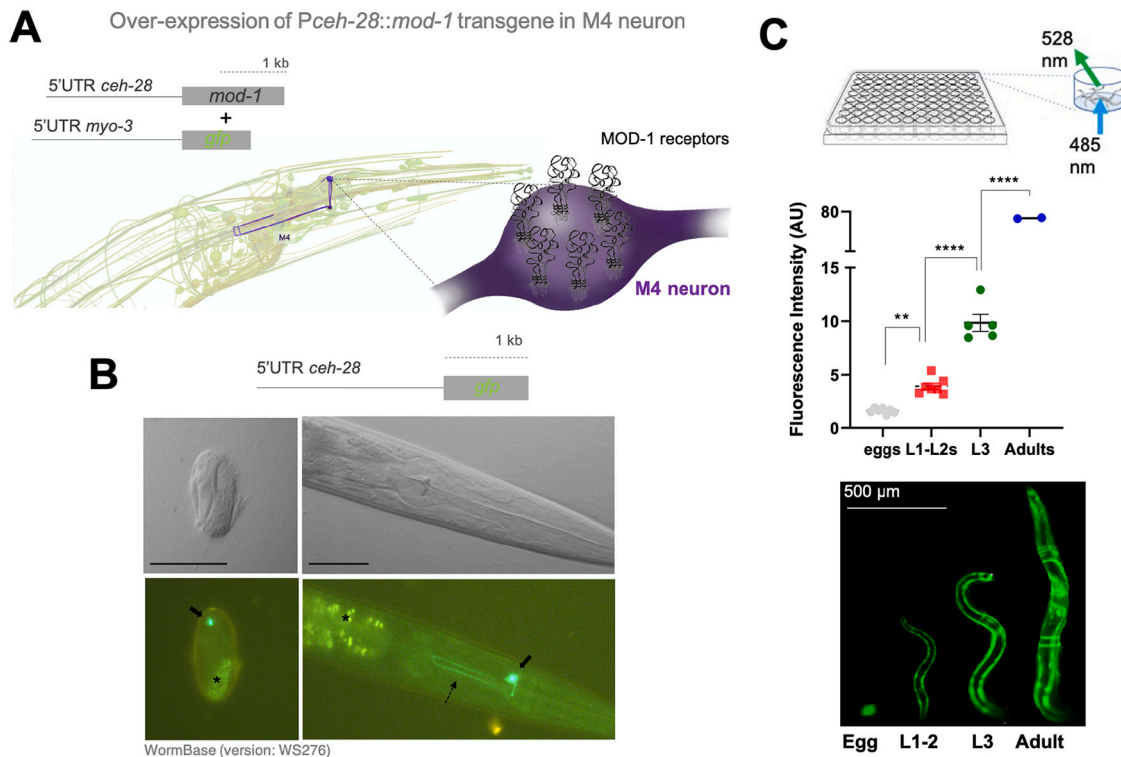 A
Over-expression of Pceh-28::mod-1 transgene in M4 neuron
1 kb
5'UTR ceh-28
mod-1
+
5'UTR myo-3
gfp
MOD-1 receptors
M4
M4 neuron
B
1 kb
5'UTR ceh-28
gfp
*
*
WormBase (version: WS276)
C
528
nm
485
nm
****
80
****
15
**
10
5
0
Fluorescence Intensity (AU)
eggs L1-L2s L3 Adults
500 µm
Egg L1-2 L3 Adult